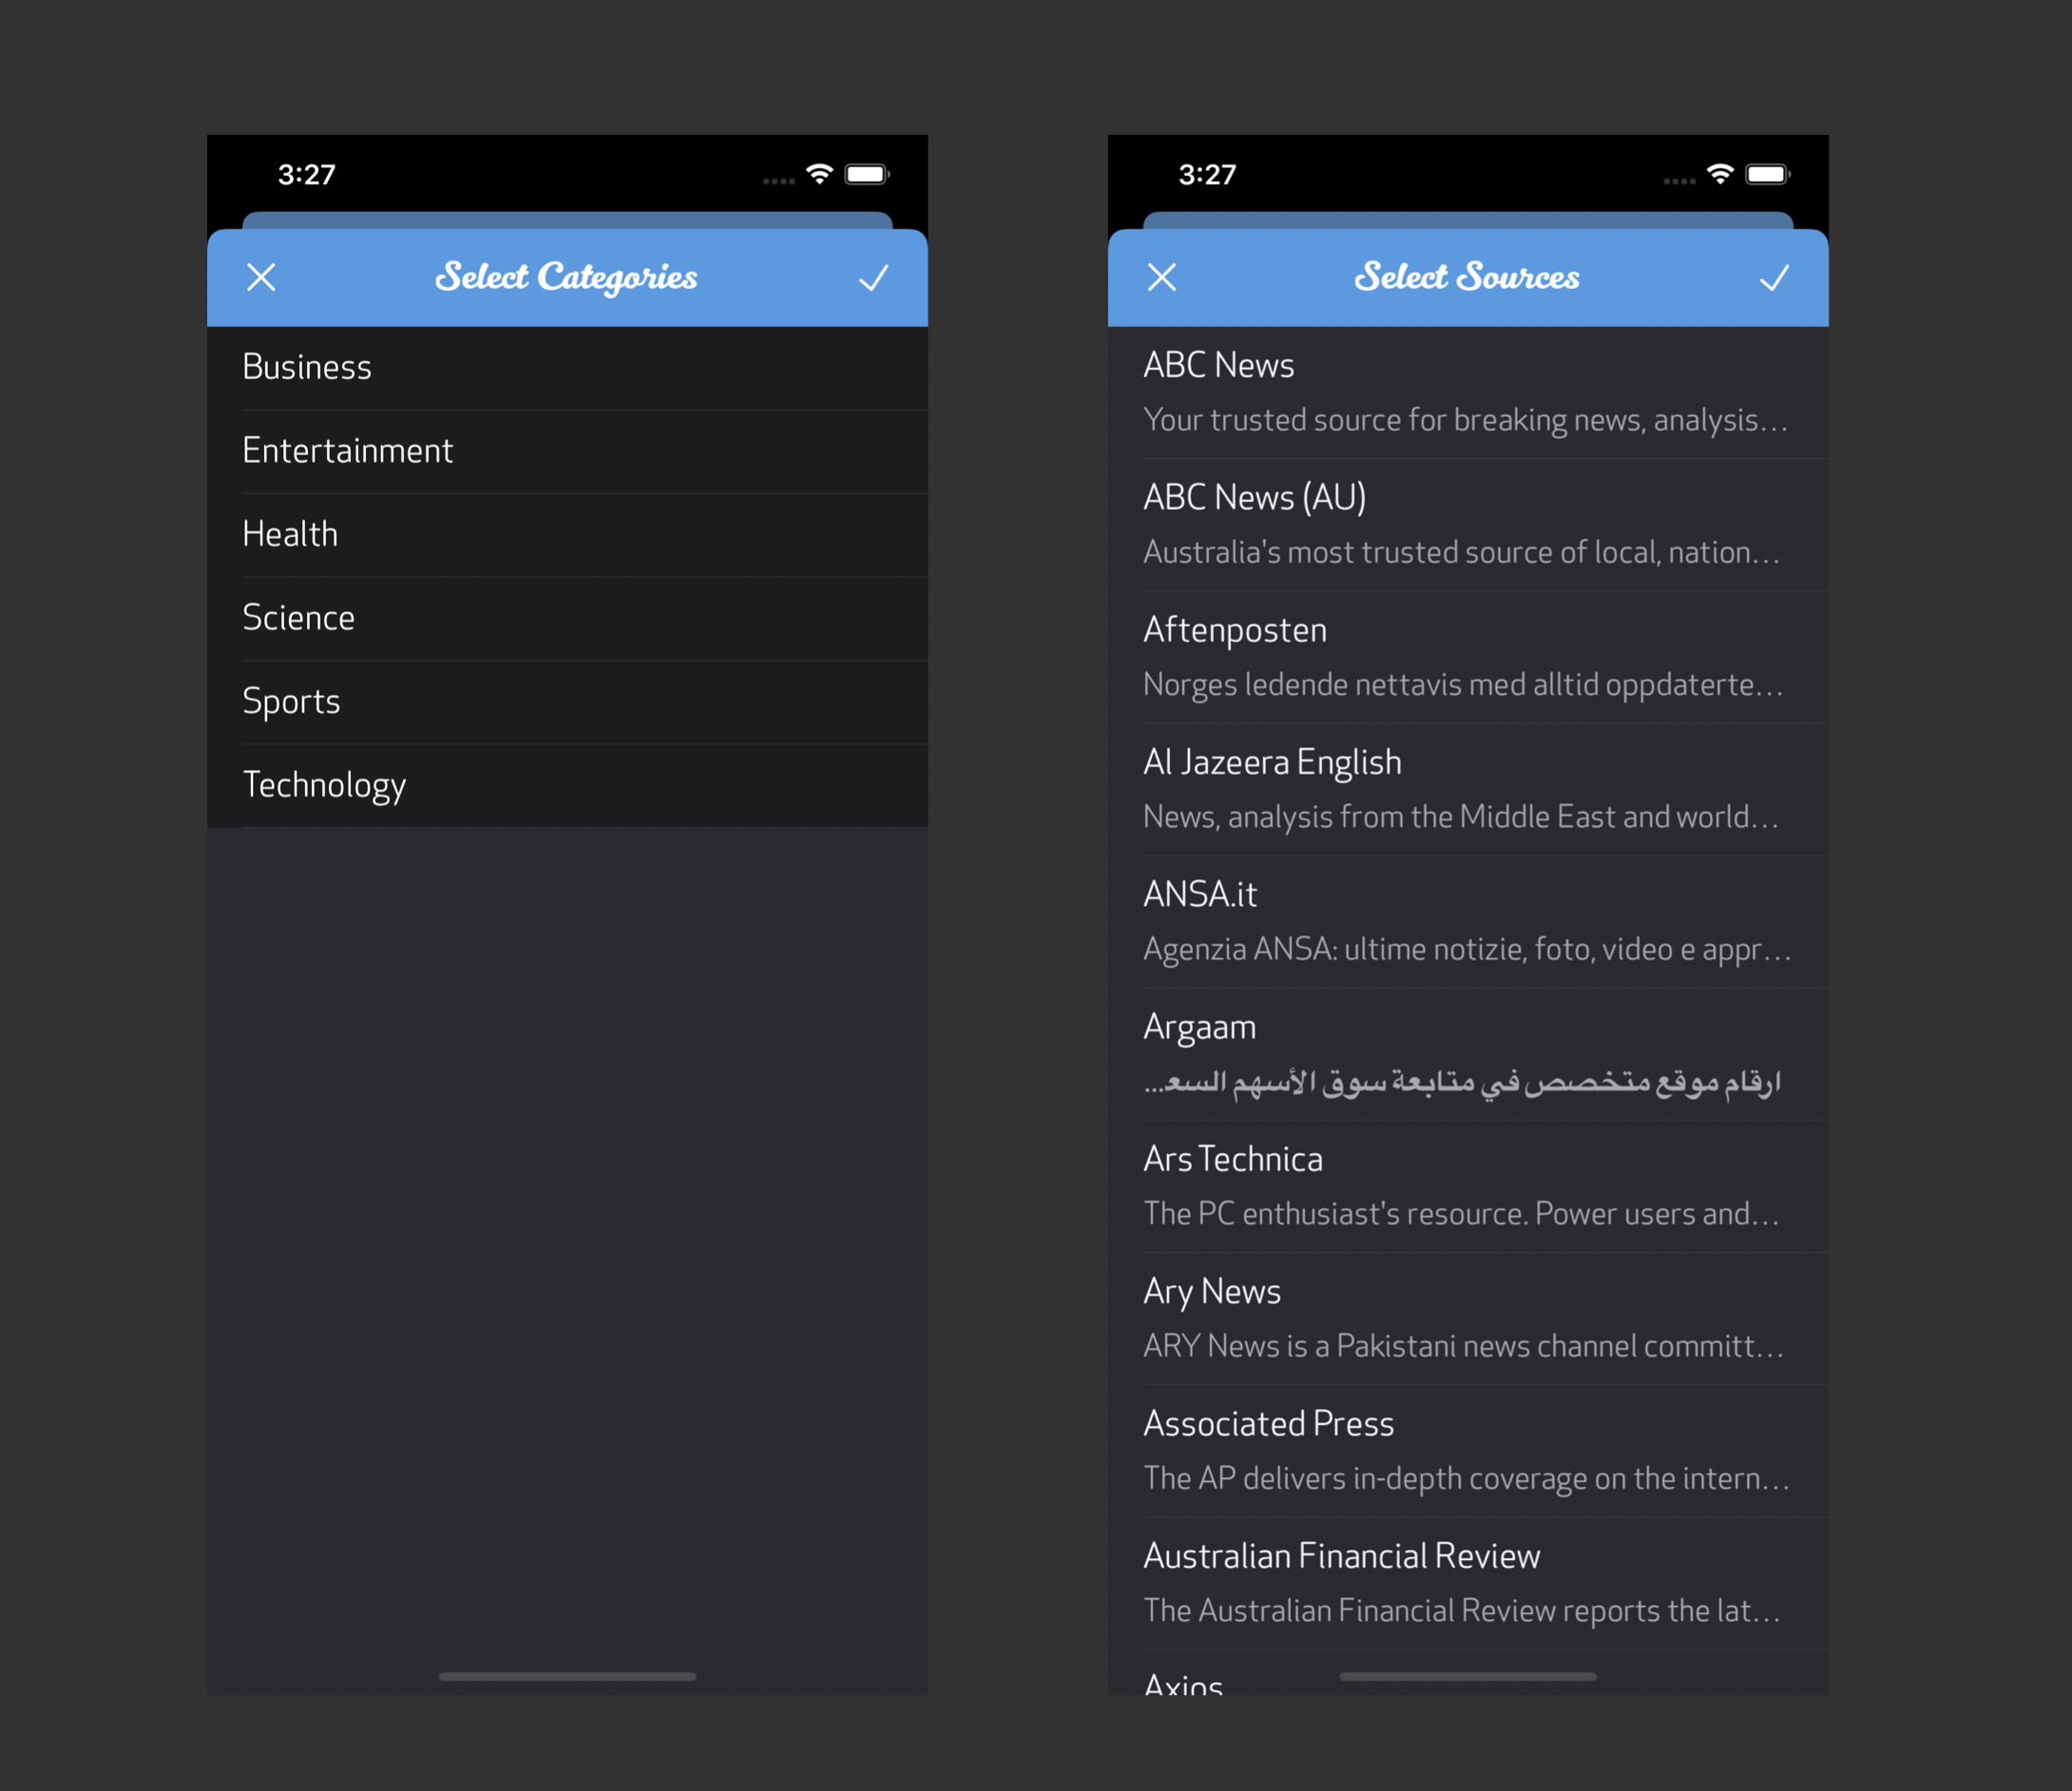 3:27
Select Categories
Business
Entertainment
Health
Science
Sports
Technology
3:27
Select Sources
ABC News
Your trusted source for breaking news, analysis...
ABC News (AU)
Australia's most trusted source of local, nation...
Aftenposten
Norges ledende nettavis med alltid oppdaterte...
Al Jazeera English
News, analysis from the Middle East and world...
ANSA.it
Agenzia ANSA: ultime notizie, foto, video e appr...
Argaam
ارقام موقع متخصص في متابعة سوق الأسهم السعـ...
Ars Technica
The PC enthusiast's resource. Power users and...
Ary News
ARY News is a Pakistani news channel committ...
Associated Press
The AP delivers in-depth coverage on the intern...
Australian Financial Review
The Australian Financial Review reports the lat...
Axios